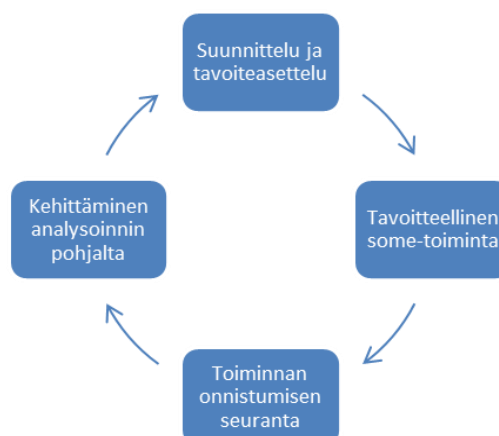 Suunnittelu ja
tavoiteasettelu
Tavoitteellinen
some-toiminta
Toiminnan
onnistumisen
seuranta
Kehittäminen
analysoinnin
pohjalta